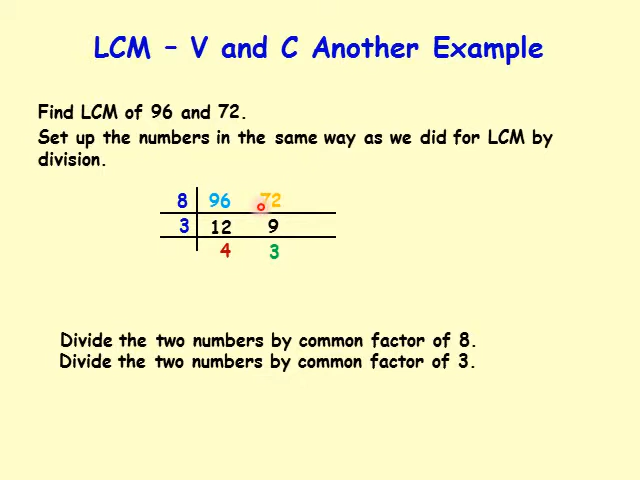 LCM – V and C Another Example
Find LCM of 96 and 72.
Set up the numbers in the same way as we did for LCM by
division.
8 96 72
3 12 9
4 3
Divide the two numbers by common factor of 8.
Divide the two numbers by common factor of 3.